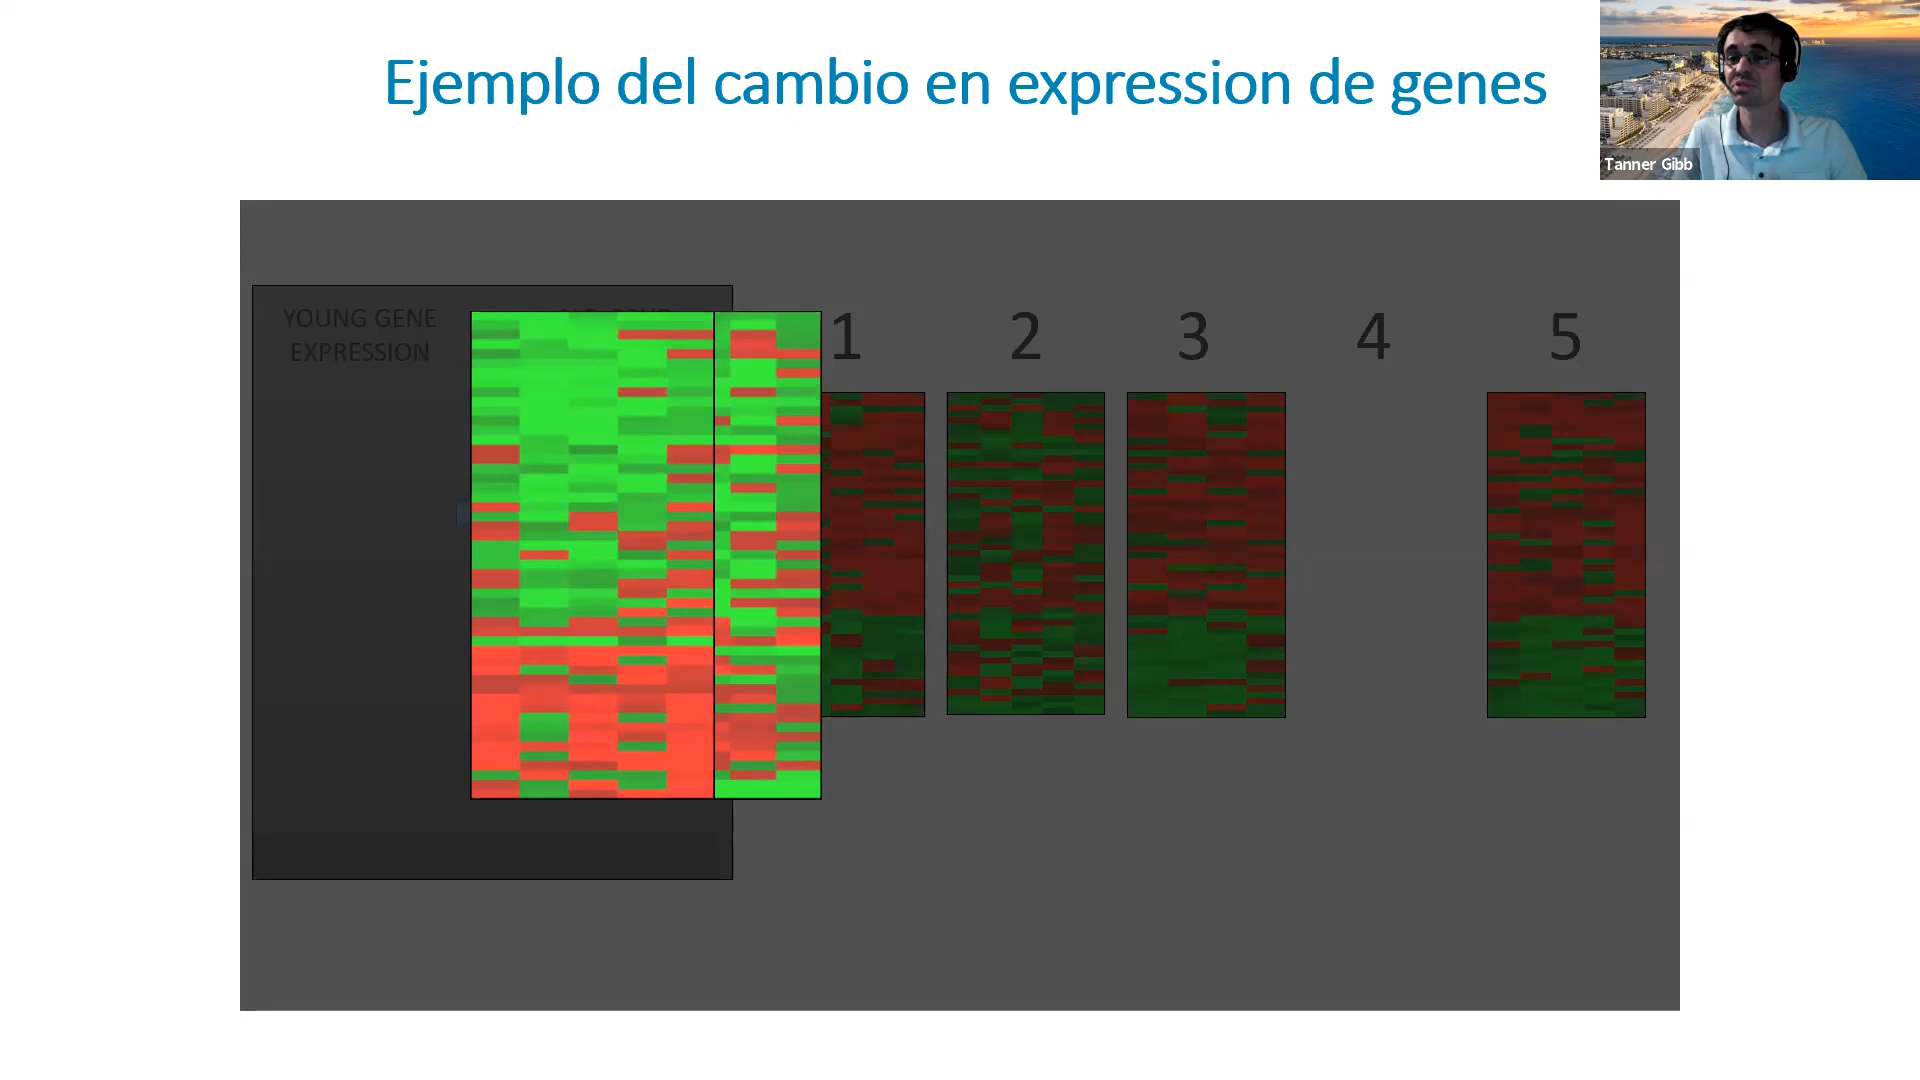 Ejemplo del cambio en expression de genes
Tanner Gibb
YOUNG GENE
EXPRESSION
1
2
3
4
5